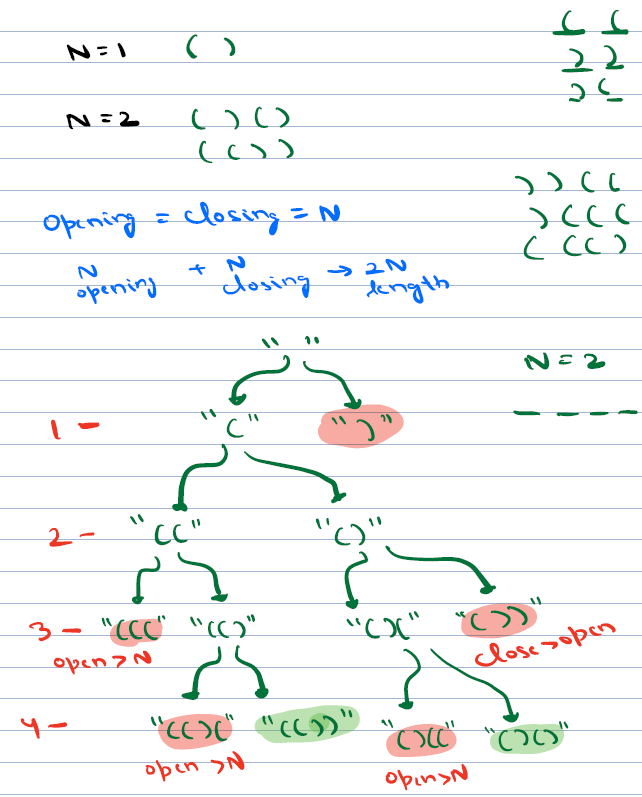 ( (
N=1 ( )
) )
) (
N=2 ( ) ( )
( ( ) )
) ) ( (
) ( ( (
( ( ( )
opening = closing = N
N opening + N closing → 2N length
" "
N = 2
_ _ _ _
1 - "(" ")"
2 - "((" "()"
3 - "(((" "(()" "()(" "())"
open > N close > open
4 - "(()(" "(())" "()((" "()()"
open > N open > N